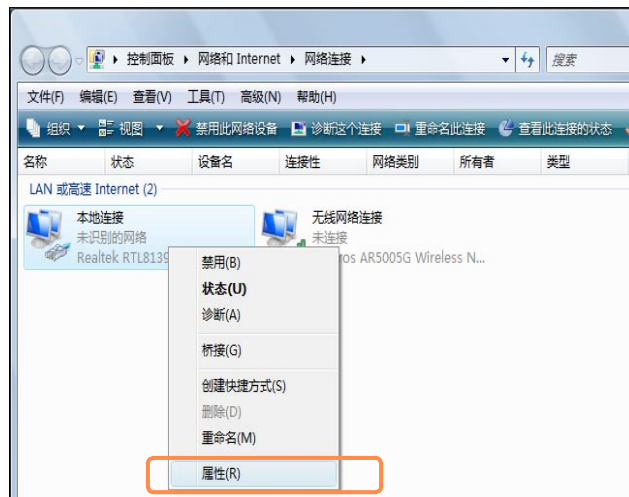 控制面板 网络和 Internet 网络连接 搜索
文件(F) 编辑(E) 查看(V) 工具(T) 高级(N) 帮助(H)
组织 视图 禁用此网络设备 诊断这个连接 重命名此连接 查看此连接的状态
名称 状态 设备名 连接性 网络类别 所有者 类型
LAN 或高速 Internet (2)
本地连接 无线网络连接
未识别的网络 未连接
Realtek RTL8139 ros AR5005G Wireless N...
禁用(B)
状态(U)
诊断(A)
桥接(G)
创建快捷方式(S)
删除(D)
重命名(M)
属性(R)